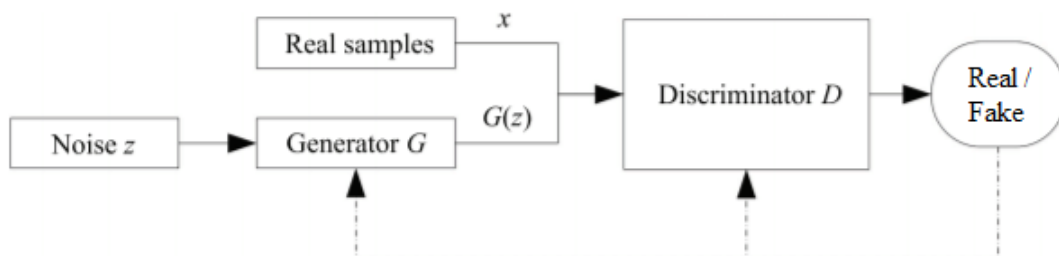 x
Real samples
Real /
Fake
Discriminator D
G(z)
Noise z
Generator G